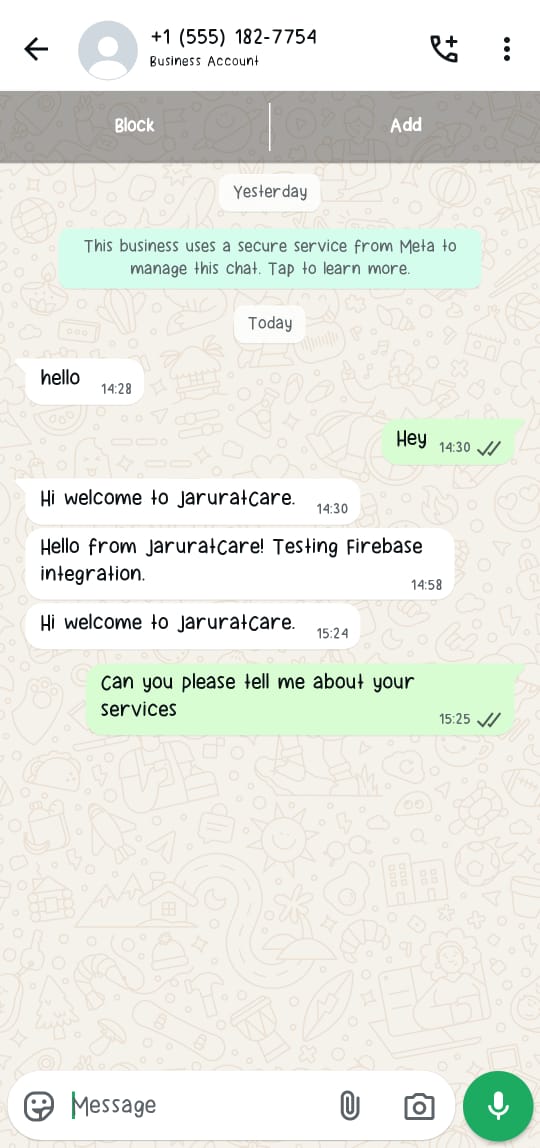 +1 (555) 182-7754
Business Account
Block
Add
Yesterday
This business uses a secure service from Meta to
manage this chat. Tap to learn more.
Today
hello 14:28
Hey 14:30
Hi welcome to JaruratCare. 14:30
Hello from JaruratCare! Testing Firebase
integration. 14:58
Hi welcome to JaruratCare. 15:24
Can you please tell me about your
services 15:25
Message